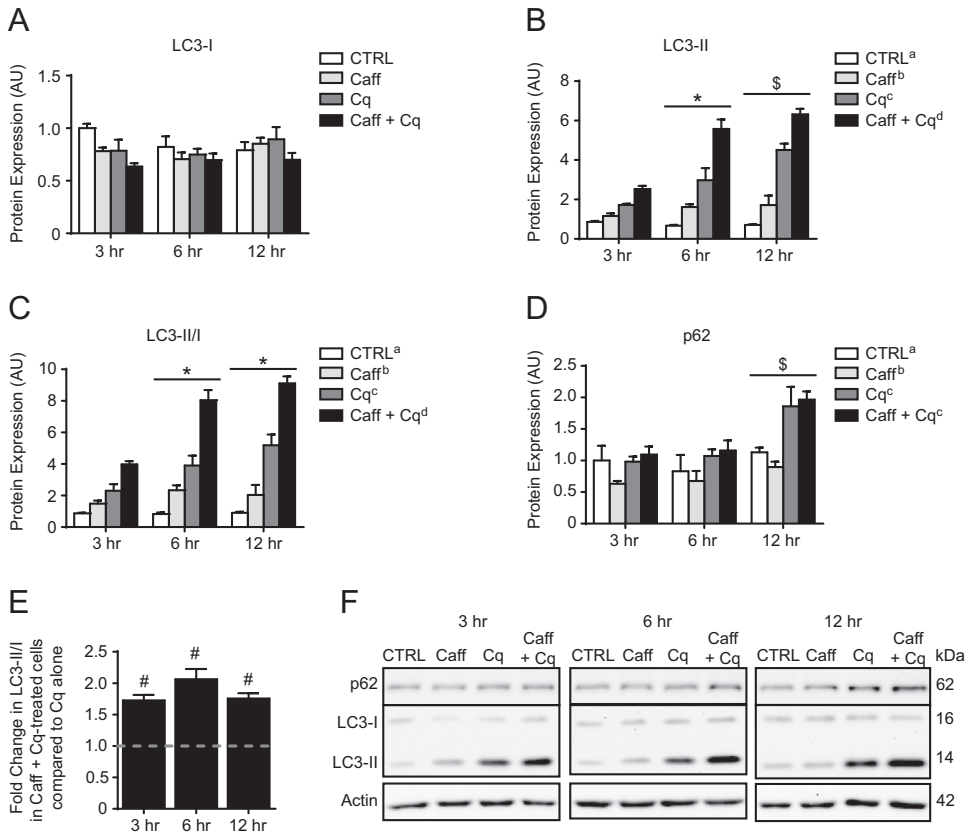 A
LC3-I
Protein Expression (AU)
1.5
1.0
0.5
0
3 hr 6 hr 12 hr
CTRL
Caff
Cq
Caff + Cq
B
LC3-II
Protein Expression (AU)
8
6
4
2
0
3 hr 6 hr 12 hr
*
$
CTRLᵃ
Caffᵇ
Cqᶜ
Caff + Cqᵈ
C
LC3-II/I
Protein Expression (AU)
10
8
6
4
2
0
3 hr 6 hr 12 hr
*
*
CTRLᵃ
Caffᵇ
Cqᶜ
Caff + Cqᵈ
D
p62
Protein Expression (AU)
2.5
2.0
1.5
1.0
0.5
0
3 hr 6 hr 12 hr
$
CTRLᵃ
Caffᵇ
Cqᶜ
Caff + Cqᶜ
E
Fold Change in LC3-II/I
in Caff + Cq-treated cells
compared to Cq alone
2.5
2.0
1.5
1.0
0.5
0
# # #
3 hr 6 hr 12 hr
F
3 hr 6 hr 12 hr
CTRL Caff Cq Caff + Cq CTRL Caff Cq Caff + Cq CTRL Caff Cq Caff + Cq kDa
p62 62
LC3-I 16
LC3-II 14
Actin 42